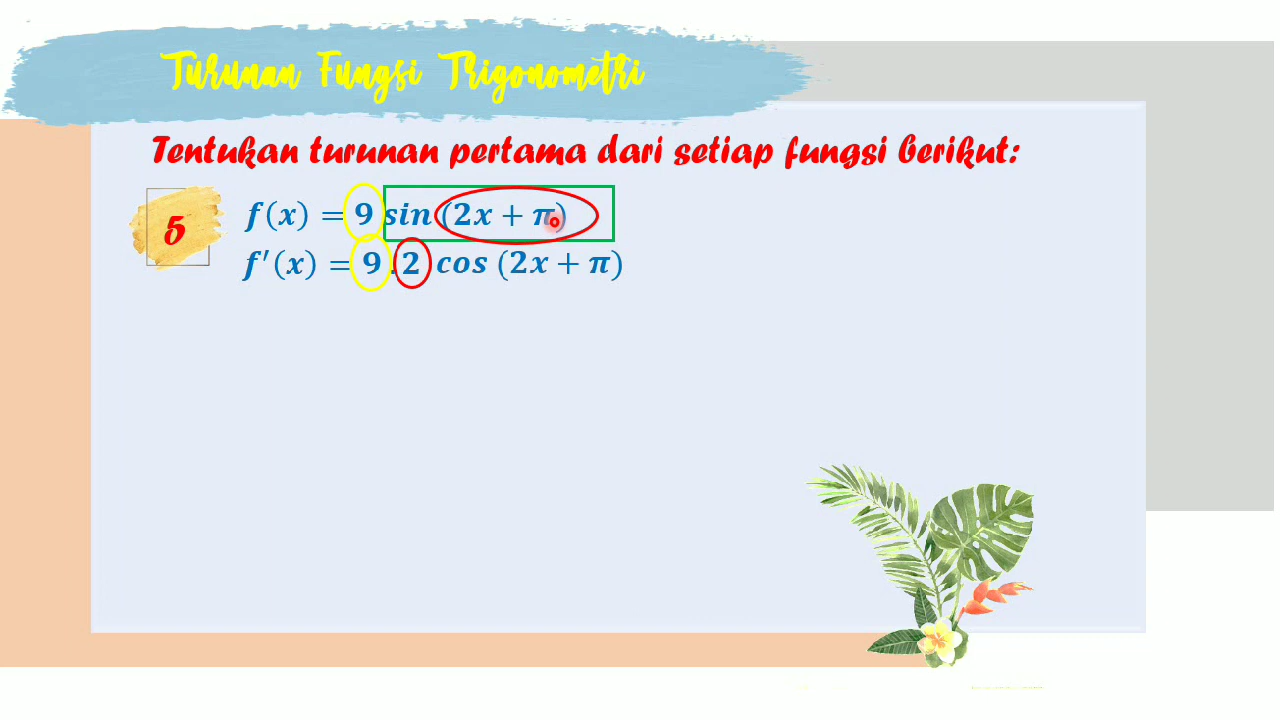 Turunan Fungsi Trigonometri
Tentukan turunan pertama dari setiap fungsi berikut:
5
f(x) = 9 sin (2x + π)
f′(x) = 9 . 2 cos (2x + π)